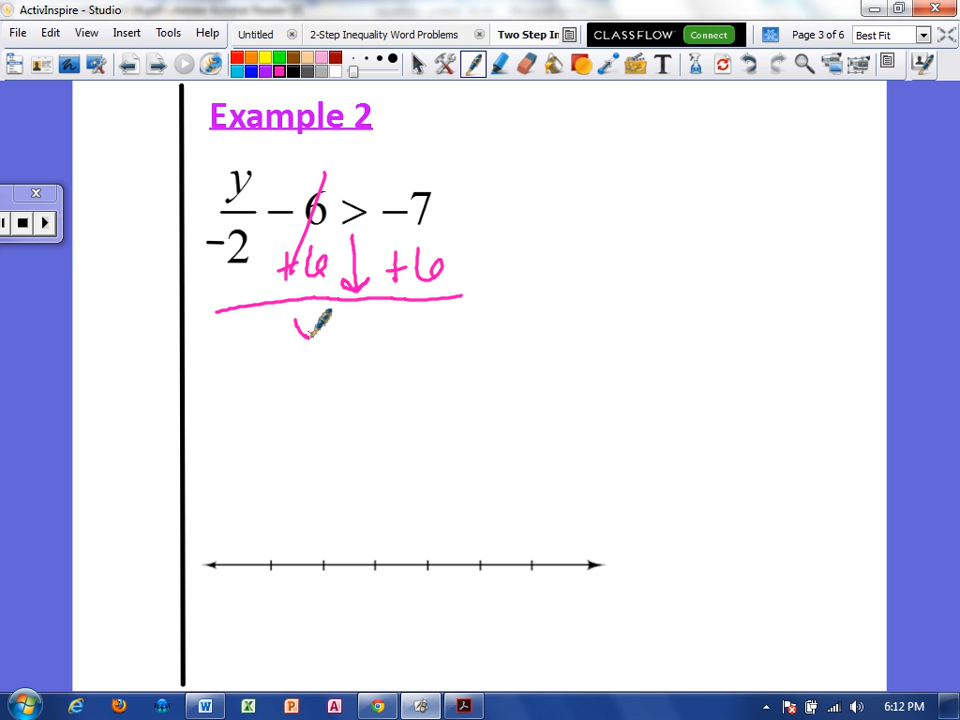 ActivInspire - Studio
File Edit View Insert Tools Help Untitled 2-Step Inequality Word Problems Two Step In CLASSFLOW Connect Page 3 of 6 Best Fit
T
Example 2
y/-2 - 6 > -7
+6 +6
6:12 PM